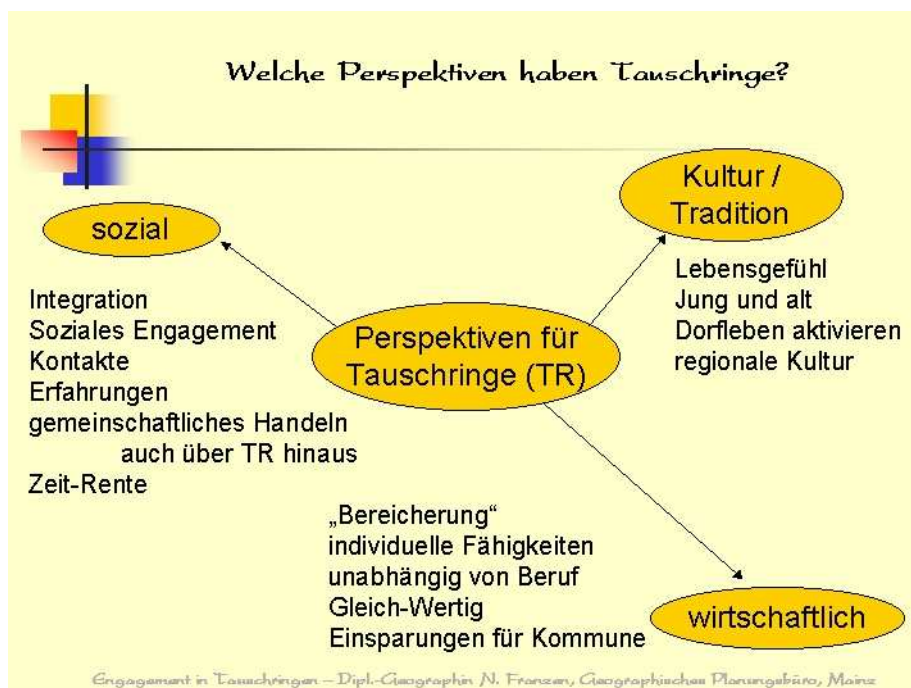 Welche Perspektiven haben Tauschringe?
Kultur /
Tradition
sozial
Lebensgefühl
Jung und alt
Dorfleben aktivieren
regionale Kultur
Integration
Soziales Engagement
Kontakte
Erfahrungen
gemeinschaftliches Handeln
auch über TR hinaus
Zeit-Rente
Perspektiven für
Tauschringe (TR)
„Bereicherung“
individuelle Fähigkeiten
unabhängig von Beruf
Gleich-Wertig
Einsparungen für Kommune
wirtschaftlich
Engagement in Tauschringen – Dipl.-Geographin N. Franzen, Geographisches Planungsbüro, Mainz